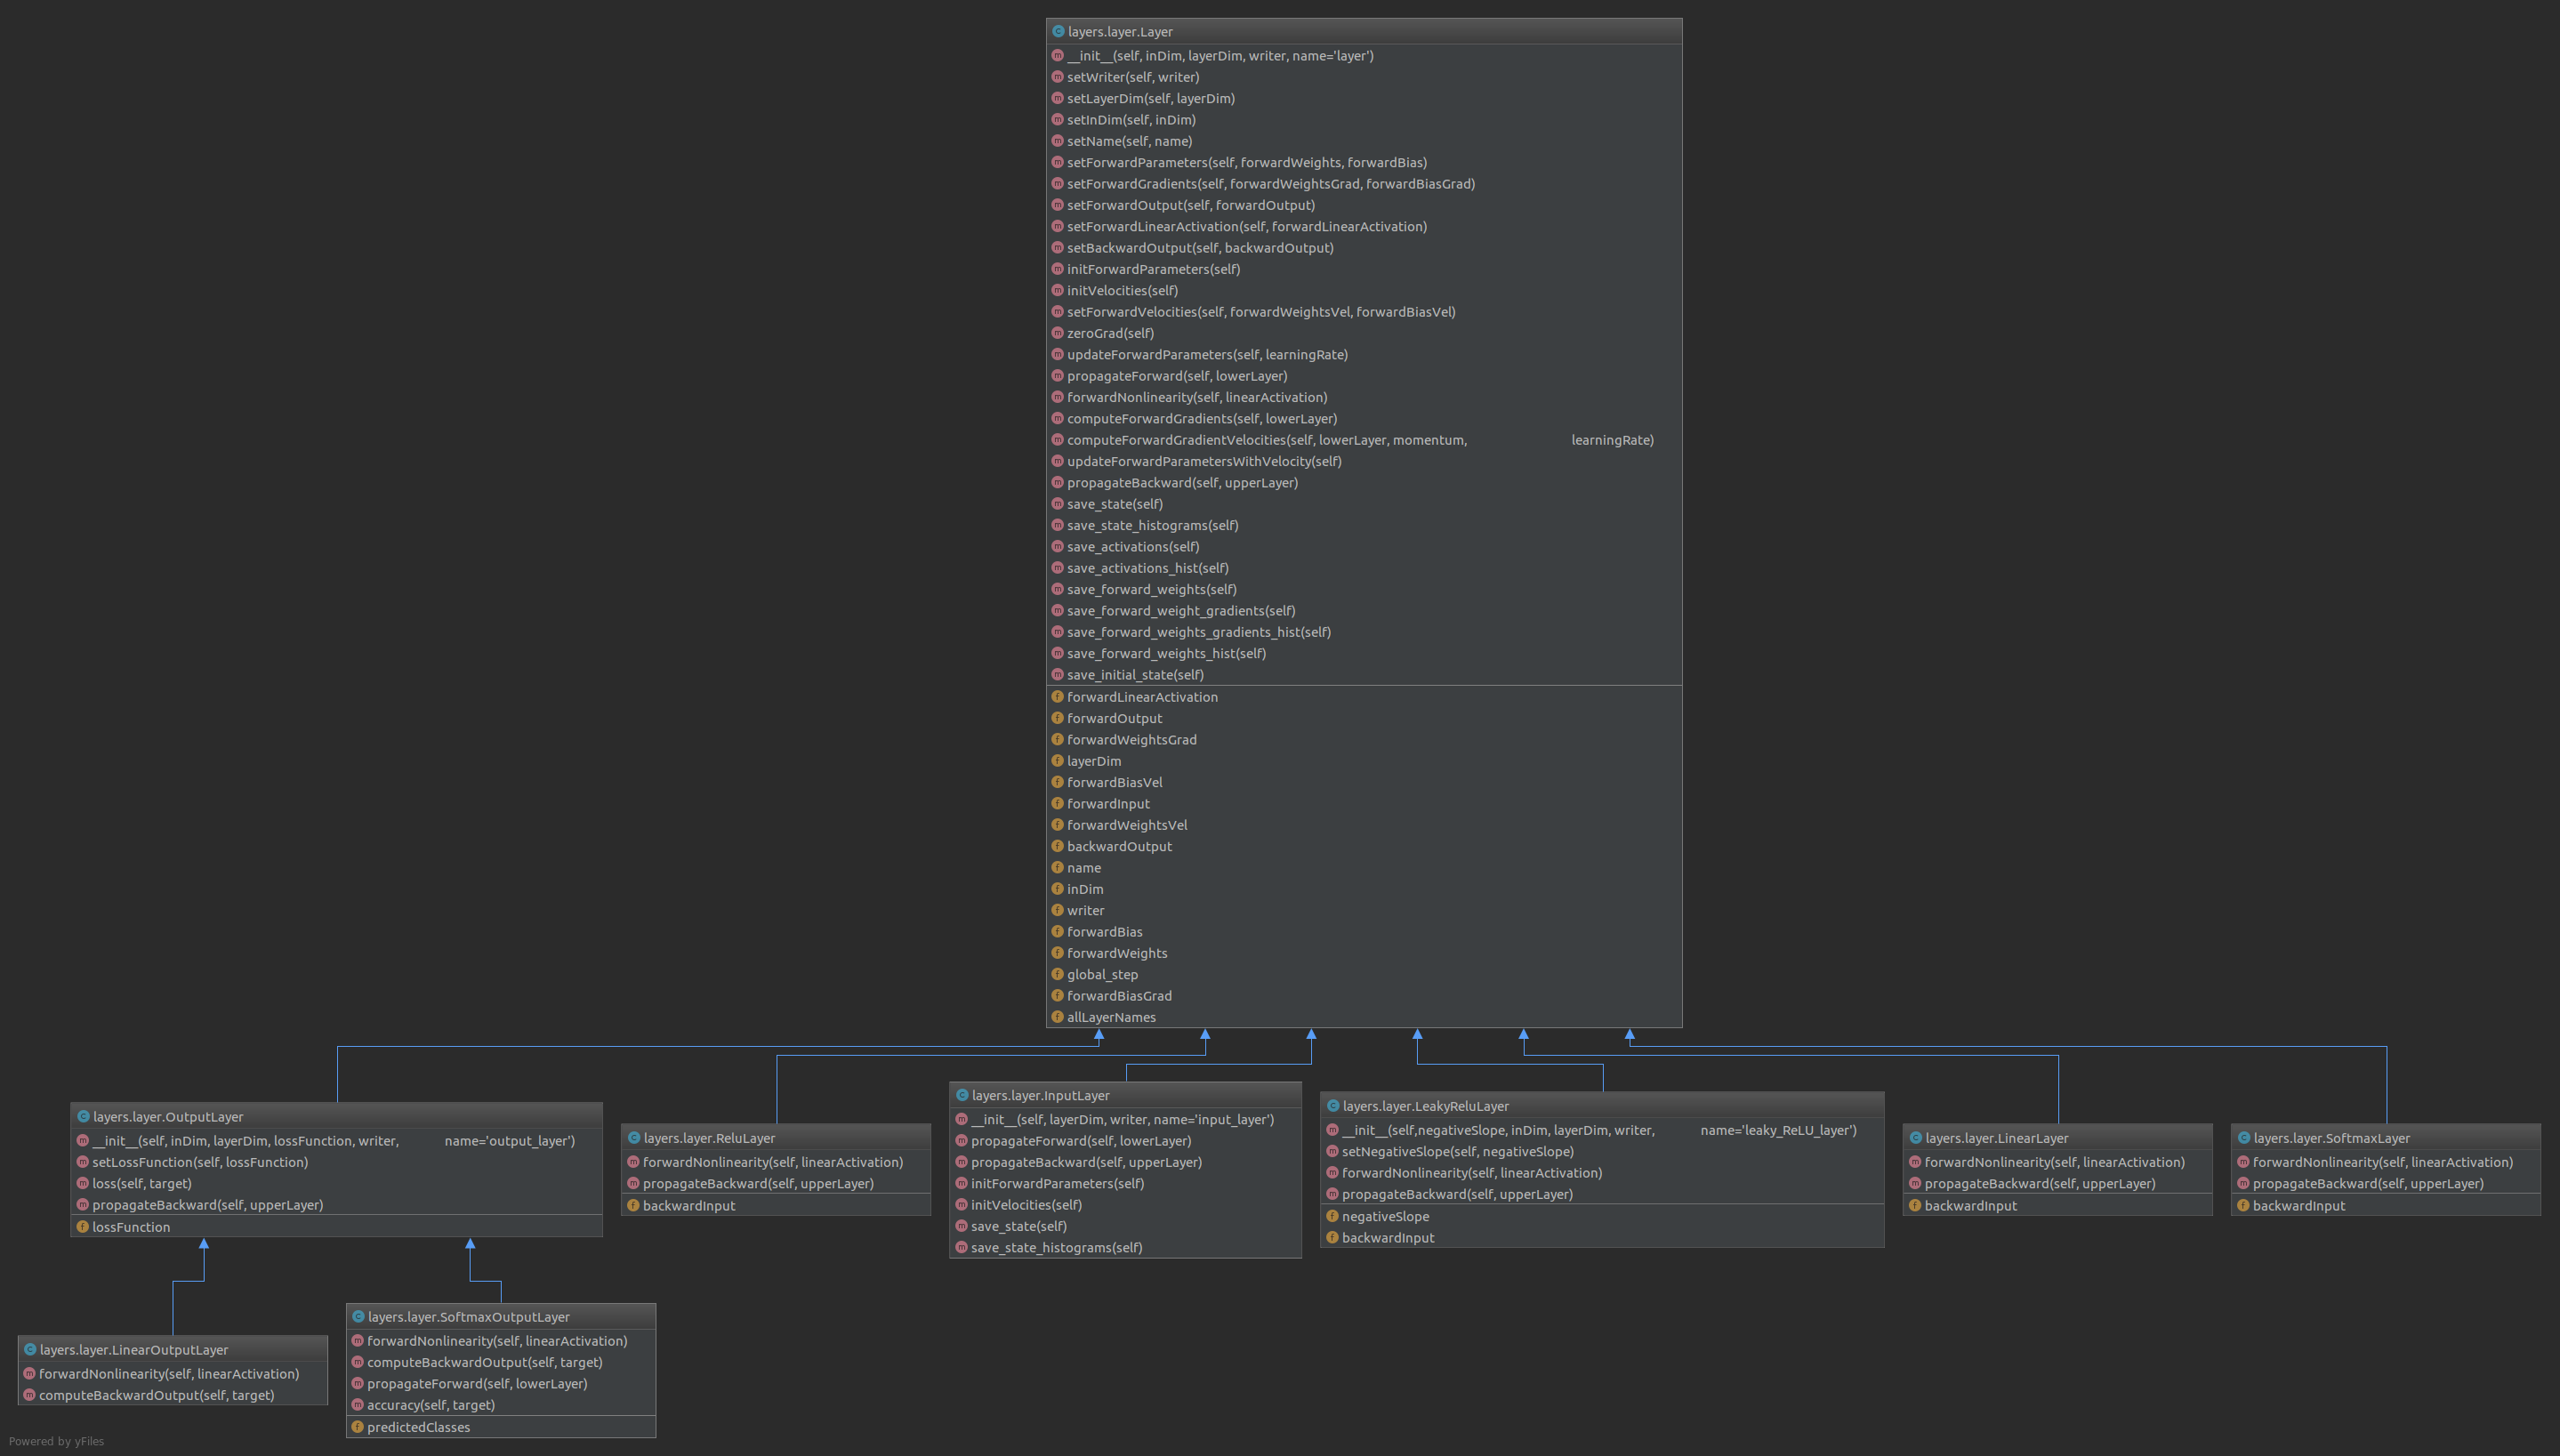 layers.layer.Layer
__init__(self, inDim, layerDim, writer, name='layer')
setWriter(self, writer)
setLayerDim(self, layerDim)
setInDim(self, inDim)
setName(self, name)
setForwardParameters(self, forwardWeights, forwardBias)
setForwardGradients(self, forwardWeightsGrad, forwardBiasGrad)
setForwardOutput(self, forwardOutput)
setForwardLinearActivation(self, forwardLinearActivation)
setBackwardOutput(self, backwardOutput)
initForwardParameters(self)
initVelocities(self)
setForwardVelocities(self, forwardWeightsVel, forwardBiasVel)
zeroGrad(self)
updateForwardParameters(self, learningRate)
propagateForward(self, lowerLayer)
forwardNonlinearity(self, linearActivation)
computeForwardGradients(self, lowerLayer)
computeForwardGradientVelocities(self, lowerLayer, momentum, learningRate)
updateForwardParametersWithVelocity(self)
propagateBackward(self, upperLayer)
save_state(self)
save_state_histograms(self)
save_activations(self)
save_activations_hist(self)
save_forward_weights(self)
save_forward_weight_gradients(self)
save_forward_weights_gradients_hist(self)
save_forward_weights_hist(self)
save_initial_state(self)
forwardLinearActivation
forwardOutput
forwardWeightsGrad
layerDim
forwardBiasVel
forwardInput
forwardWeightsVel
backwardOutput
name
inDim
writer
forwardBias
forwardWeights
global_step
forwardBiasGrad
allLayerNames
layers.layer.OutputLayer
__init__(self, inDim, layerDim, lossFunction, writer, name='output_layer')
setLossFunction(self, lossFunction)
loss(self, target)
propagateBackward(self, upperLayer)
lossFunction
layers.layer.ReluLayer
forwardNonlinearity(self, linearActivation)
propagateBackward(self, upperLayer)
backwardInput
layers.layer.InputLayer
__init__(self, layerDim, writer, name='input_layer')
propagateForward(self, lowerLayer)
propagateBackward(self, upperLayer)
initForwardParameters(self)
initVelocities(self)
save_state(self)
save_state_histograms(self)
layers.layer.LeakyReluLayer
__init__(self,negativeSlope, inDim, layerDim, writer, name='leaky_ReLU_layer')
setNegativeSlope(self, negativeSlope)
forwardNonlinearity(self, linearActivation)
propagateBackward(self, upperLayer)
negativeSlope
backwardInput
layers.layer.LinearLayer
forwardNonlinearity(self, linearActivation)
propagateBackward(self, upperLayer)
backwardInput
layers.layer.SoftmaxLayer
forwardNonlinearity(self, linearActivation)
propagateBackward(self, upperLayer)
backwardInput
layers.layer.LinearOutputLayer
forwardNonlinearity(self, linearActivation)
computeBackwardOutput(self, target)
layers.layer.SoftmaxOutputLayer
forwardNonlinearity(self, linearActivation)
computeBackwardOutput(self, target)
propagateForward(self, lowerLayer)
accuracy(self, target)
predictedClasses
Powered by yFiles